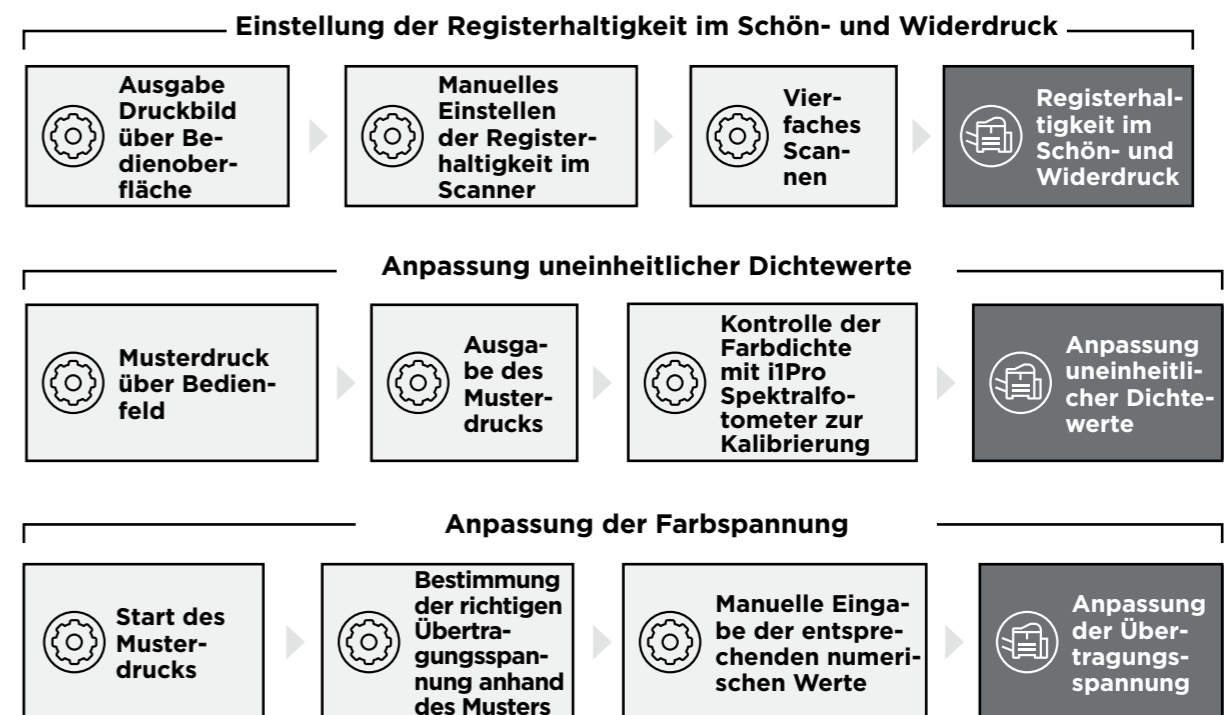 Einstellung der Registerhaltigkeit im Schön- und Widerdruck
Ausgabe
Druckbild
über Be-
dienober-
fläche
Manuelles
Einstellen
der Register-
haltigkeit im
Scanner
Vier-
faches
Scan-
nen
Registerhal-
tigkeit im
Schön- und
Widerdruck
Anpassung uneinheitlicher Dichtewerte
Musterdruck
über Bedien-
feld
Ausga-
be des
Muster-
drucks
Kontrolle der
Farbdichte
mit i1Pro
Spektralfo-
tometer zur
Kalibrierung
Anpassung
uneinheitli-
cher Dichte-
werte
Anpassung der Farbspannung
Start des
Muster-
drucks
Bestimmung
der richtigen
Übertra-
gungsspan-
nung anhand
des Musters
Manuelle Einga-
be der entspre-
chenden numeri-
schen Werte
Anpassung
der Über-
tragungs-
spannung